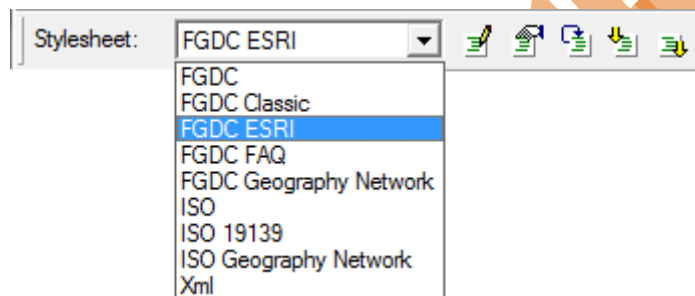 Stylesheet: FGDC ESRI
FGDC
FGDC Classic
FGDC ESRI
FGDC FAQ
FGDC Geography Network
ISO
ISO 19139
ISO Geography Network
Xml